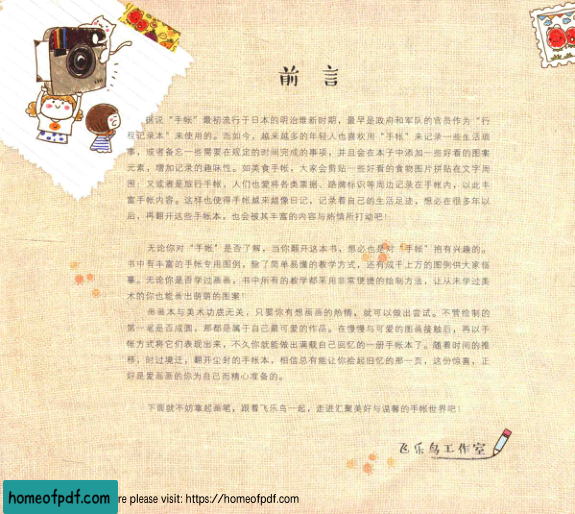 前 言
据说“手帐”最初流行于日本的明治维新时期，最早是政府和军队的官员作为“行
程记录本”来使用的。而如今，越来越多的年轻人也喜欢用“手帐”来记录一些生活琐
事，或者备忘一些需要在规定的时间完成的事项，并且会在本子中添加一些好看的图案
元素，增加记录的趣味性。如美食手帐，大家会剪贴一些好看的食物图片拼贴在文字周
围；又或者是旅行手帐，人们也爱将各类票据、路牌标识等周边记录在手帐内，以此丰
富手帐内容。这样也使得手帐来越像日记，记录着自己的生活足迹，想必在很多年以
后，再翻开这些手帐本，也会被其丰富的内容与热情所打动吧！
无论你对“手账”是否了解，当你翻开这本书，想必也是对“手帐”抱有兴趣的。
书中有丰富的手帐专用图例，除了简单易懂的教学方式，还有成千上万的图例供大家临
摹。无论你是否学过画画，书中所有的教学都采用非常便捷的绘制方法，让从未学过美
术的你也能画出萌萌的图案！
画画本与美术功底无关，只要你有想画画的热情，就可以做出尝试。不管绘制的
第一笔是否成圆，那都是属于自己最可爱的作品。在慢慢与可爱的图画接触后，再以手
帐方式将它们表现出来，不久你就能做出满载自己回忆的一册手帐本了。随着时间的推
移，时过境迁，翻开尘封的手帐本，相信总有能让你拾起旧忆的那一页，这份惊喜，正
好是爱画画的你为自己而精心准备的。
下面就不妨拿起画笔，跟着飞乐鸟一起，走进汇聚美好与温馨的手帐世界吧！
飞乐鸟工作室
homeofpdf.com
re please visit: https://homeofpdf.com